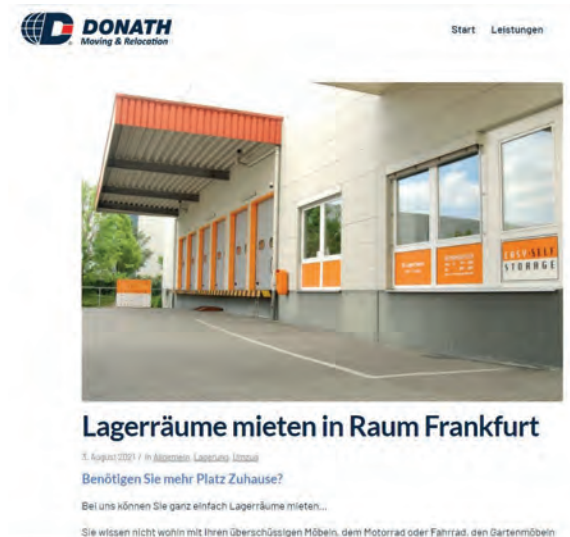 DONATH
Moving & Relocation
Start Leistungen
EASY SELF
STORAGE
Lagerräume mieten in Raum Frankfurt
3. August 2021 / in Allgemein, Lagerung, Umzug
Benötigen Sie mehr Platz Zuhause?
Bei uns können Sie ganz einfach Lagerräume mieten...
Sie wissen nicht wohin mit Ihren überschüssigen Möbeln, dem Motorrad oder Fahrrad, den Gartenmöbeln